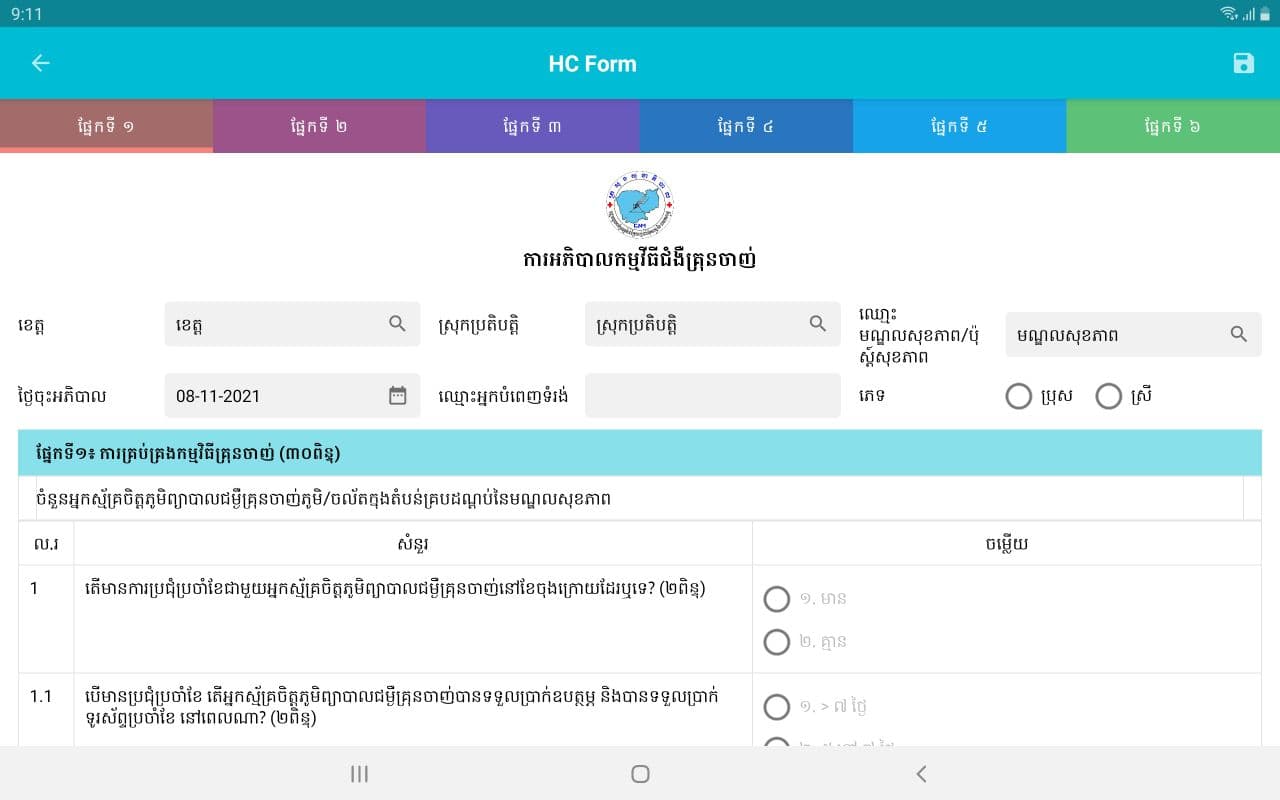 9:11
HC Form
ផ្នែកទី ១
ផ្នែកទី ២
ផ្នែកទី ៣
ផ្នែកទី ៤
ផ្នែកទី ៥
ផ្នែកទី ៦
ការអភិបាលកម្មវីធីជំងឺគ្រុនចាញ់
ខេត្ត
ខេត្ត
ស្រុកប្រតិបត្តិ
ស្រុកប្រតិបត្តិ
ឈ្មោះ
មណ្ឌលសុខភាព/ប៉ុ
ស្ត៍សុខភាព
មណ្ឌលសុខភាព
ថ្ងៃចុះអភិបាល
08-11-2021
ឈ្មោះអ្នកបំពេញទំរង់
ភេទ
ប្រុស
ស្រី
ផ្នែកទី១៖ ការគ្រប់គ្រងកម្មវិធីគ្រុនចាញ់ (៣០ពិន្ទុ)
ចំនួនអ្នកស្ម័គ្រចិត្តភូមិព្យាបាលជម្ងឺគ្រុនចាញ់ភូមិ/ចល័តក្នុងតំបន់គ្របដណ្តប់នៃមណ្ឌលសុខភាព
ល.រ
សំនួរ
ចម្លើយ
1
តើមានការប្រជុំប្រចាំខែជាមួយអ្នកស្ម័គ្រចិត្តភូមិព្យាបាលជម្ងឺគ្រុនចាញ់នៅខែចុងក្រោយដែរឬទេ? (២ពិន្ទុ)
១. មាន
២. គ្មាន
1.1
បើមានប្រជុំប្រចាំខែ តើអ្នកស្ម័គ្រចិត្តភូមិព្យាបាលជម្ងឺគ្រុនចាញ់បានទទួលប្រាក់ឧបត្ថម្ភ និងបានទទួលប្រាក់
ទូរស័ព្ទប្រចាំខែ នៅពេលណា? (២ពិន្ទុ)
១. > ៧ ថ្ងៃ